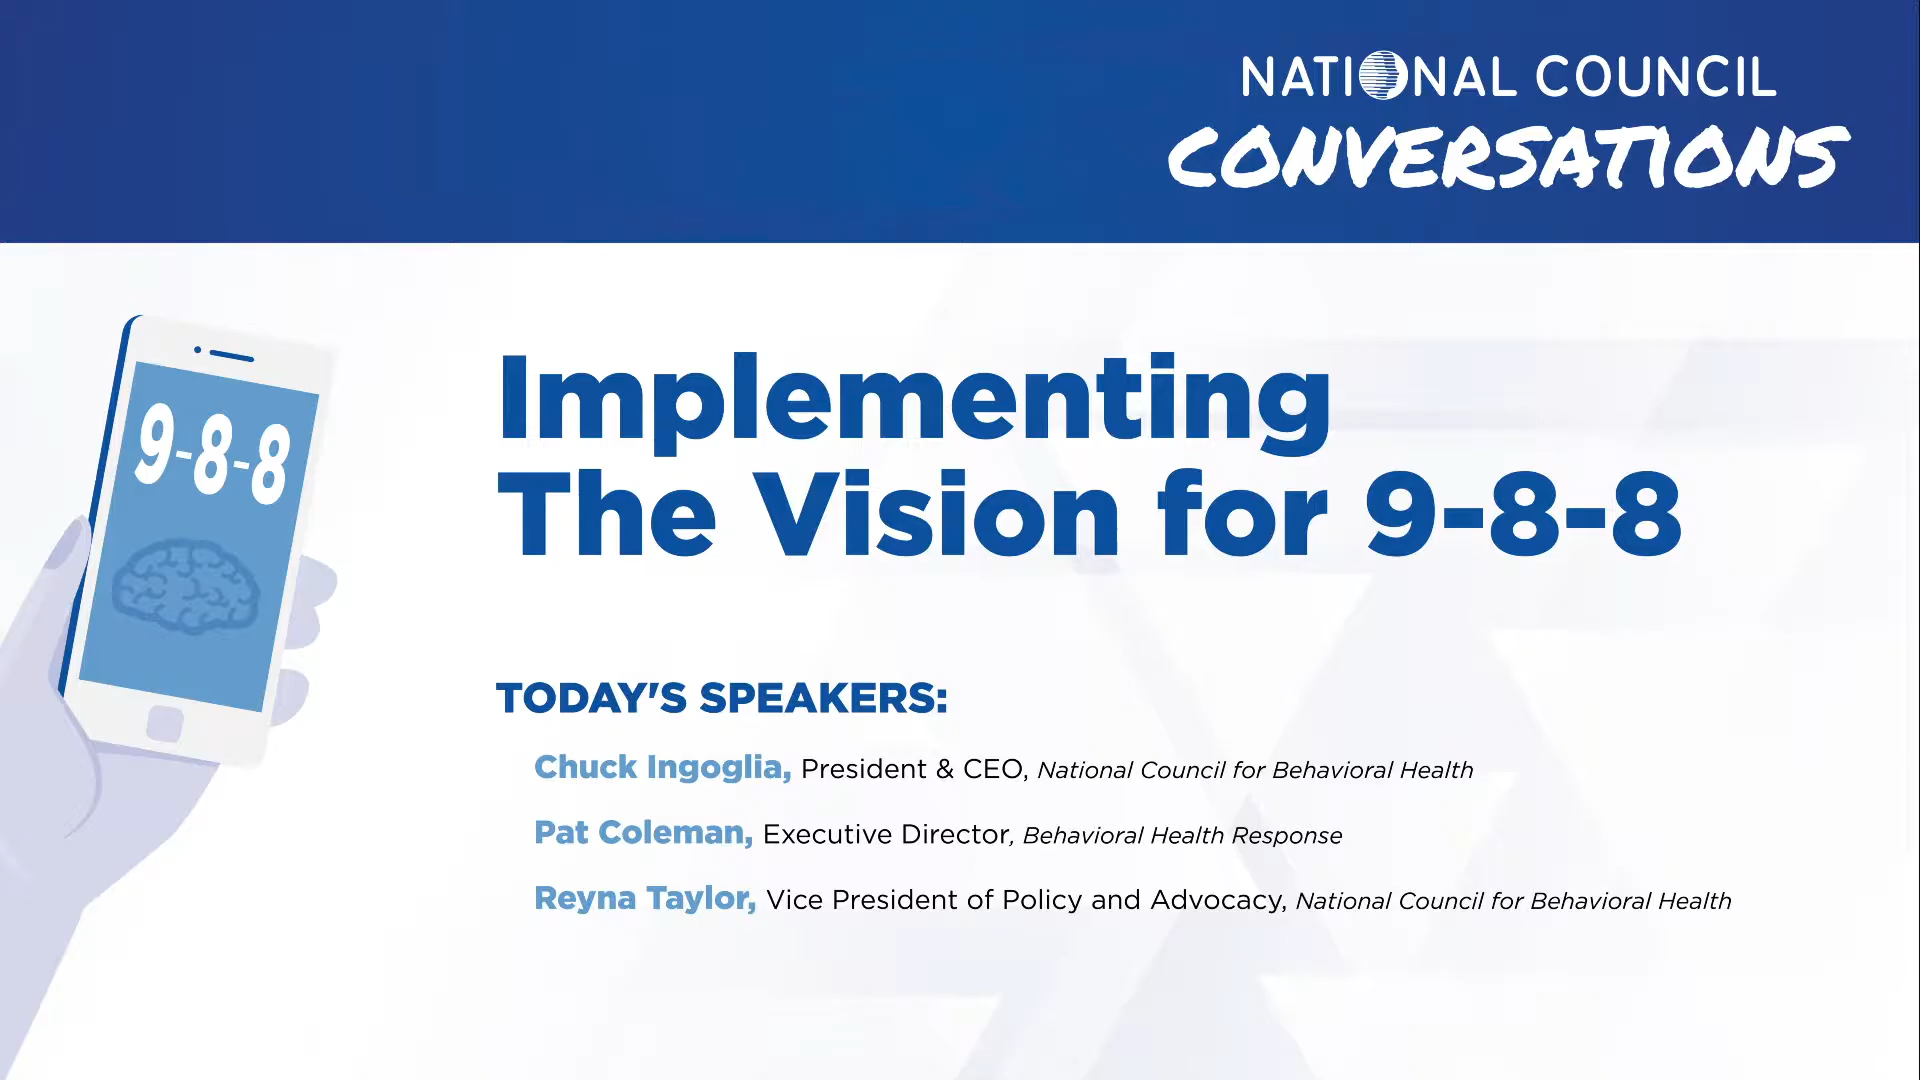 NATIONAL COUNCIL
CONVERSATIONS
9-8-8
Implementing
The Vision for 9-8-8
TODAY'S SPEAKERS:
Chuck Ingoglia, President & CEO, National Council for Behavioral Health
Pat Coleman, Executive Director, Behavioral Health Response
Reyna Taylor, Vice President of Policy and Advocacy, National Council for Behavioral Health